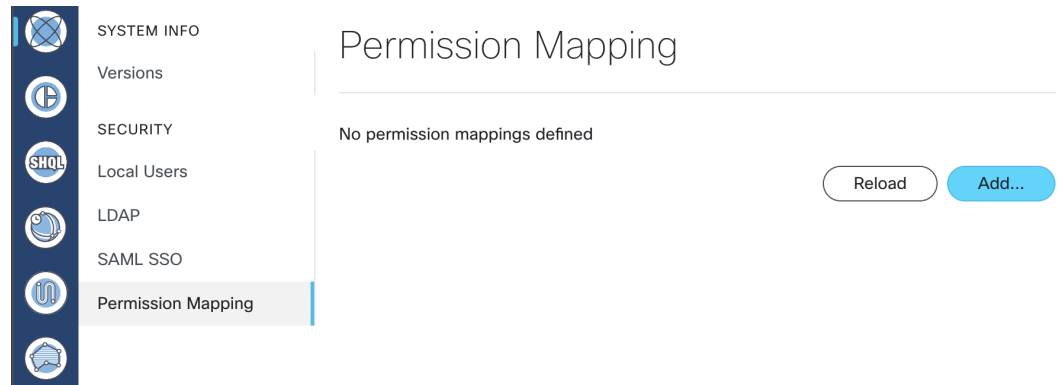 SYSTEM INFO
Versions
SECURITY
Local Users
LDAP
SAML SSO
Permission Mapping
SHQL
Permission Mapping
No permission mappings defined
Reload
Add...